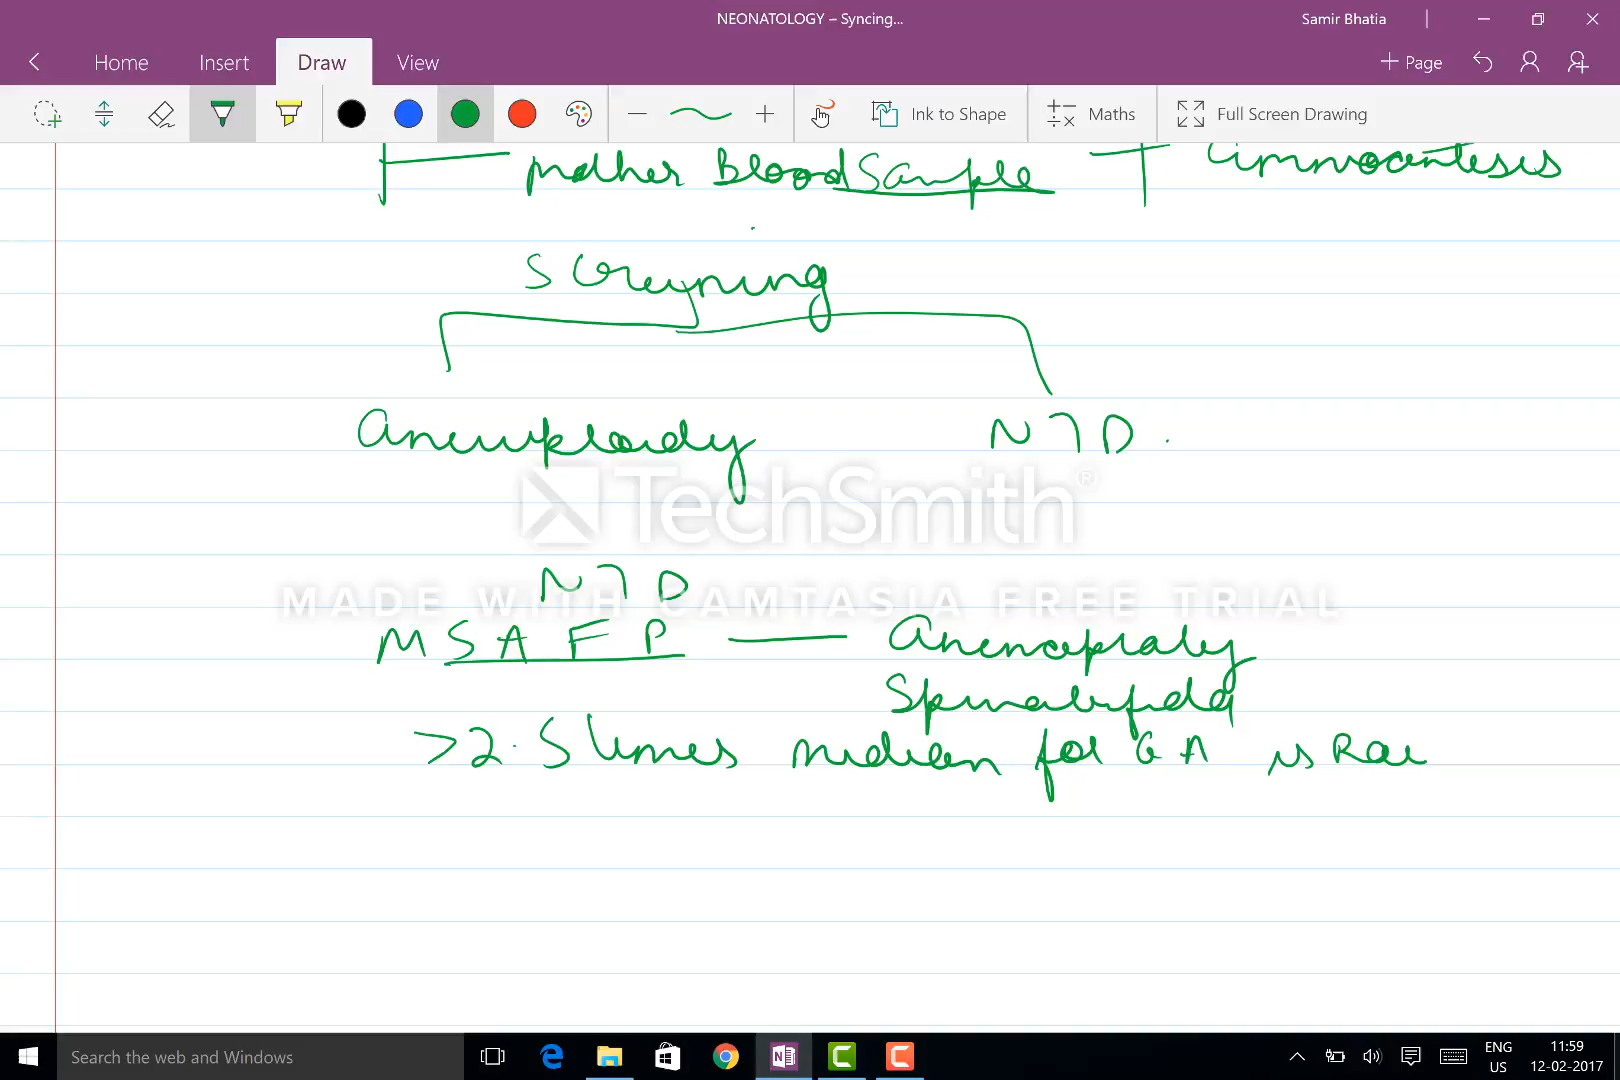 NEONATOLOGY – Syncing...
Samir Bhatia
Home Insert Draw View
Page
Ink to Shape Maths Full Screen Drawing
mother Blood Sample
Screening
Aneuploidy NTD.
TechSmith®
MADE WITH CAMTASIA FREE TRIAL
NTD
MSAFP — Anencephaly
Spina bifida
>2.5 times median for GA is
Search the web and Windows
ENG
US
11:59
12-02-2017